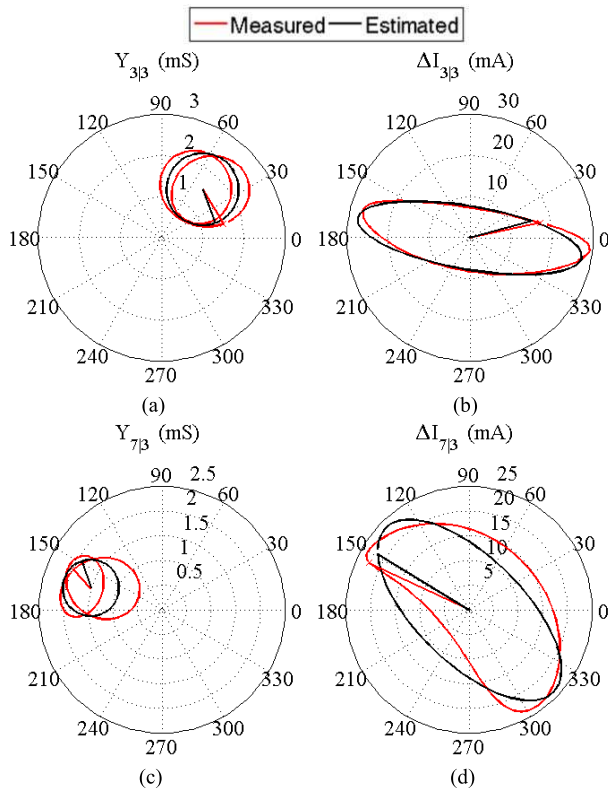 Measured Estimated
Y3|3 (mS) ΔI3|3 (mA)
90 3 90 30
120 60 120 60
2 20
150 1 30 150 10 30
180 0 180 0
210 330 210 330
240 300 240 300
270 270
(a) (b)
Y7|3 (mS) ΔI7|3 (mA)
90 2.5 90 25
120 2 60 120 20 60
1.5 15
150 1 30 150 10 30
0.5 5
180 0 180 0
210 330 210 330
240 300 240 300
270 270
(c) (d)